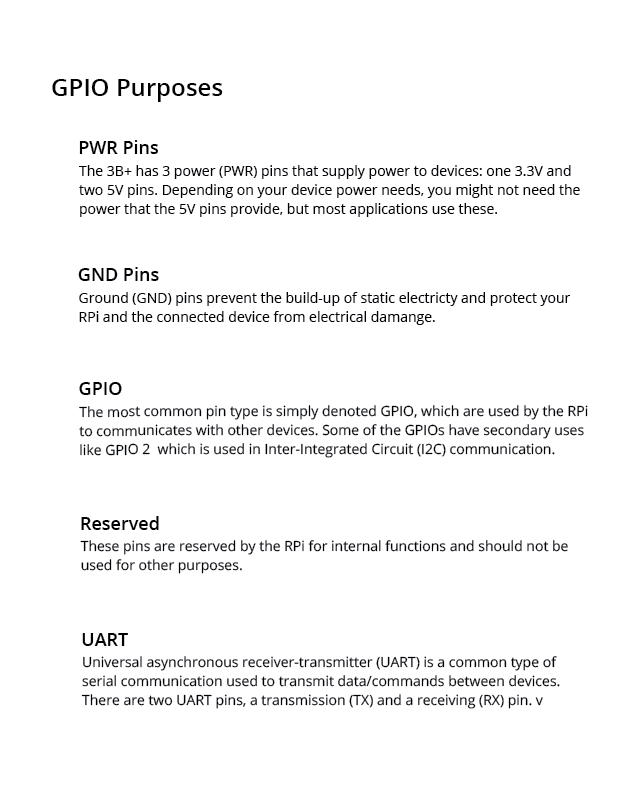 GPIO Purposes
PWR Pins
The 3B+ has 3 power (PWR) pins that supply power to devices: one 3.3V and
two 5V pins. Depending on your device power needs, you might not need the
power that the 5V pins provide, but most applications use these.
GND Pins
Ground (GND) pins prevent the build-up of static electricty and protect your
RPi and the connected device from electrical damange.
GPIO
The most common pin type is simply denoted GPIO, which are used by the RPi
to communicates with other devices. Some of the GPIOs have secondary uses
like GPIO 2  which is used in Inter-Integrated Circuit (I2C) communication.
Reserved
These pins are reserved by the RPi for internal functions and should not be
used for other purposes.
UART
Universal asynchronous receiver-transmitter (UART) is a common type of
serial communication used to transmit data/commands between devices.
There are two UART pins, a transmission (TX) and a receiving (RX) pin. v